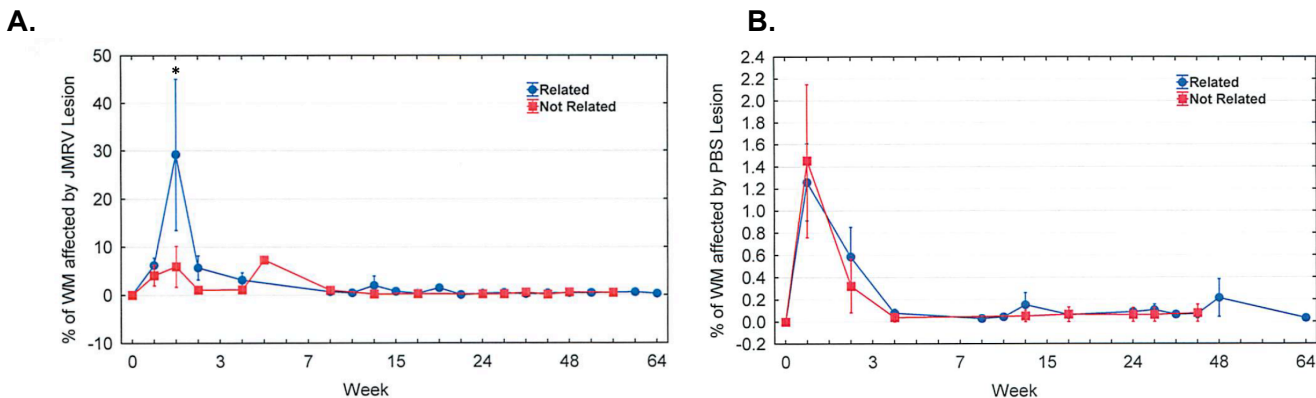 A.
50
40
30
20
10
0
-10
% of WM affected by JMRV Lesion
*
Related
Not Related
0 3 7 15 24 48 64
Week
B.
2.4
2.2
2.0
1.8
1.6
1.4
1.2
1.0
0.8
0.6
0.4
0.2
0.0
-0.2
% of WM affected by PBS Lesion
Related
Not Related
0 3 7 15 24 48 64
Week